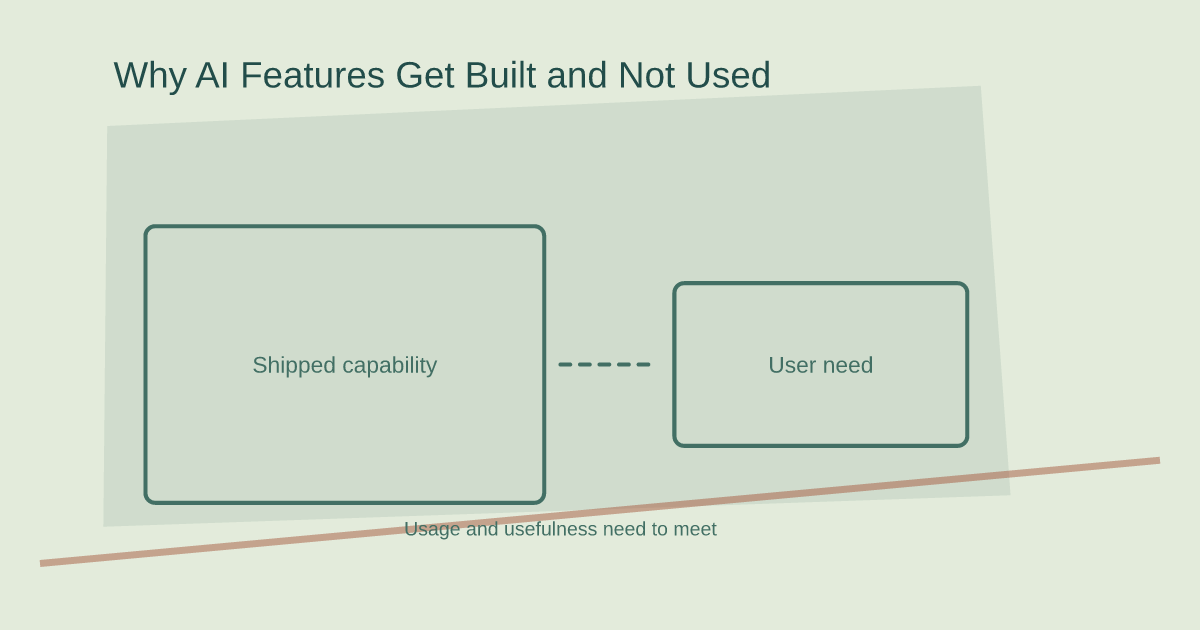 Why AI Features Get Built and Not Used
Shipped capability
User need
Usage and usefulness need to meet